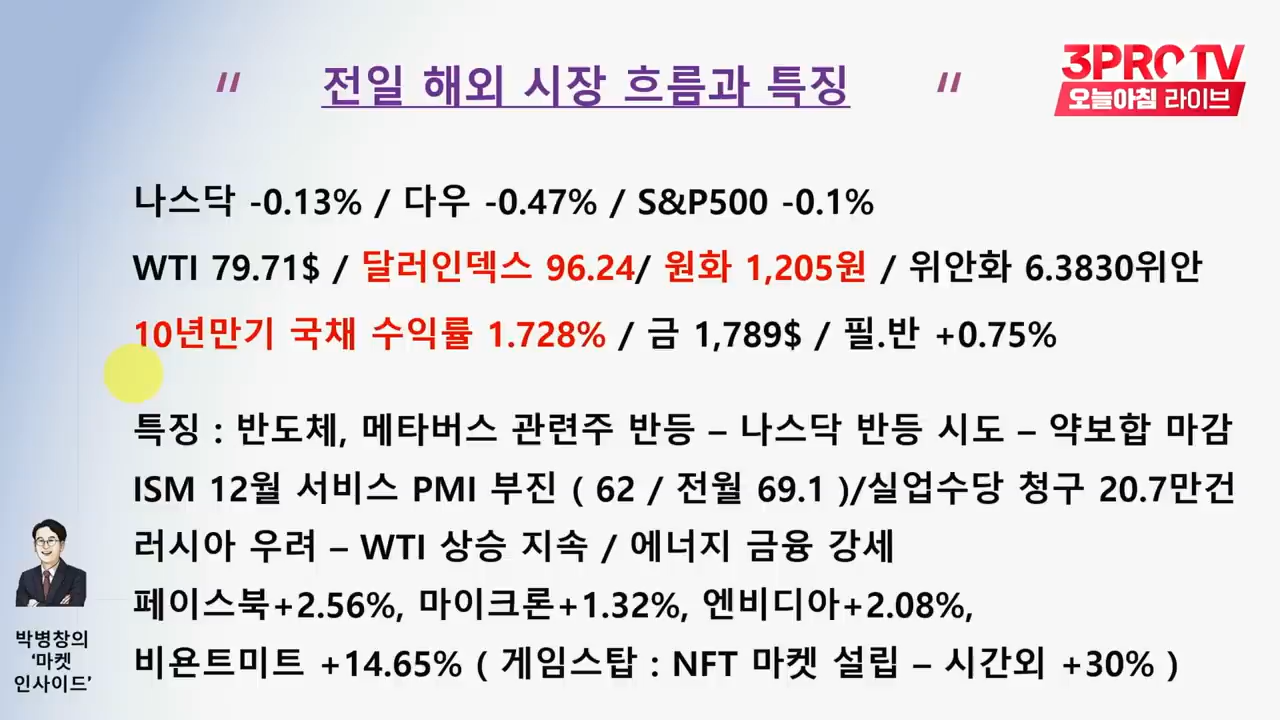 " 전일 해외 시장 흐름과 특징 "
3PRO TV
오늘아침 라이브
나스닥 -0.13% / 다우 -0.47% / S&P500 -0.1%
WTI 79.71$ / 달러인덱스 96.24/ 원화 1,205원 / 위안화 6.3830위안
10년만기 국채 수익률 1.728% / 금 1,789$ / 필.반 +0.75%
특징 : 반도체, 메타버스 관련주 반등 – 나스닥 반등 시도 – 약보합 마감
ISM 12월 서비스 PMI 부진 ( 62 / 전월 69.1 )/실업수당 청구 20.7만건
러시아 우려 – WTI 상승 지속 / 에너지 금융 강세
페이스북+2.56%, 마이크론+1.32%, 엔비디아+2.08%,
비욘트미트 +14.65% ( 게임스탑 : NFT 마켓 설립 – 시간외 +30% )
박병창의
‘마켓
인사이드’